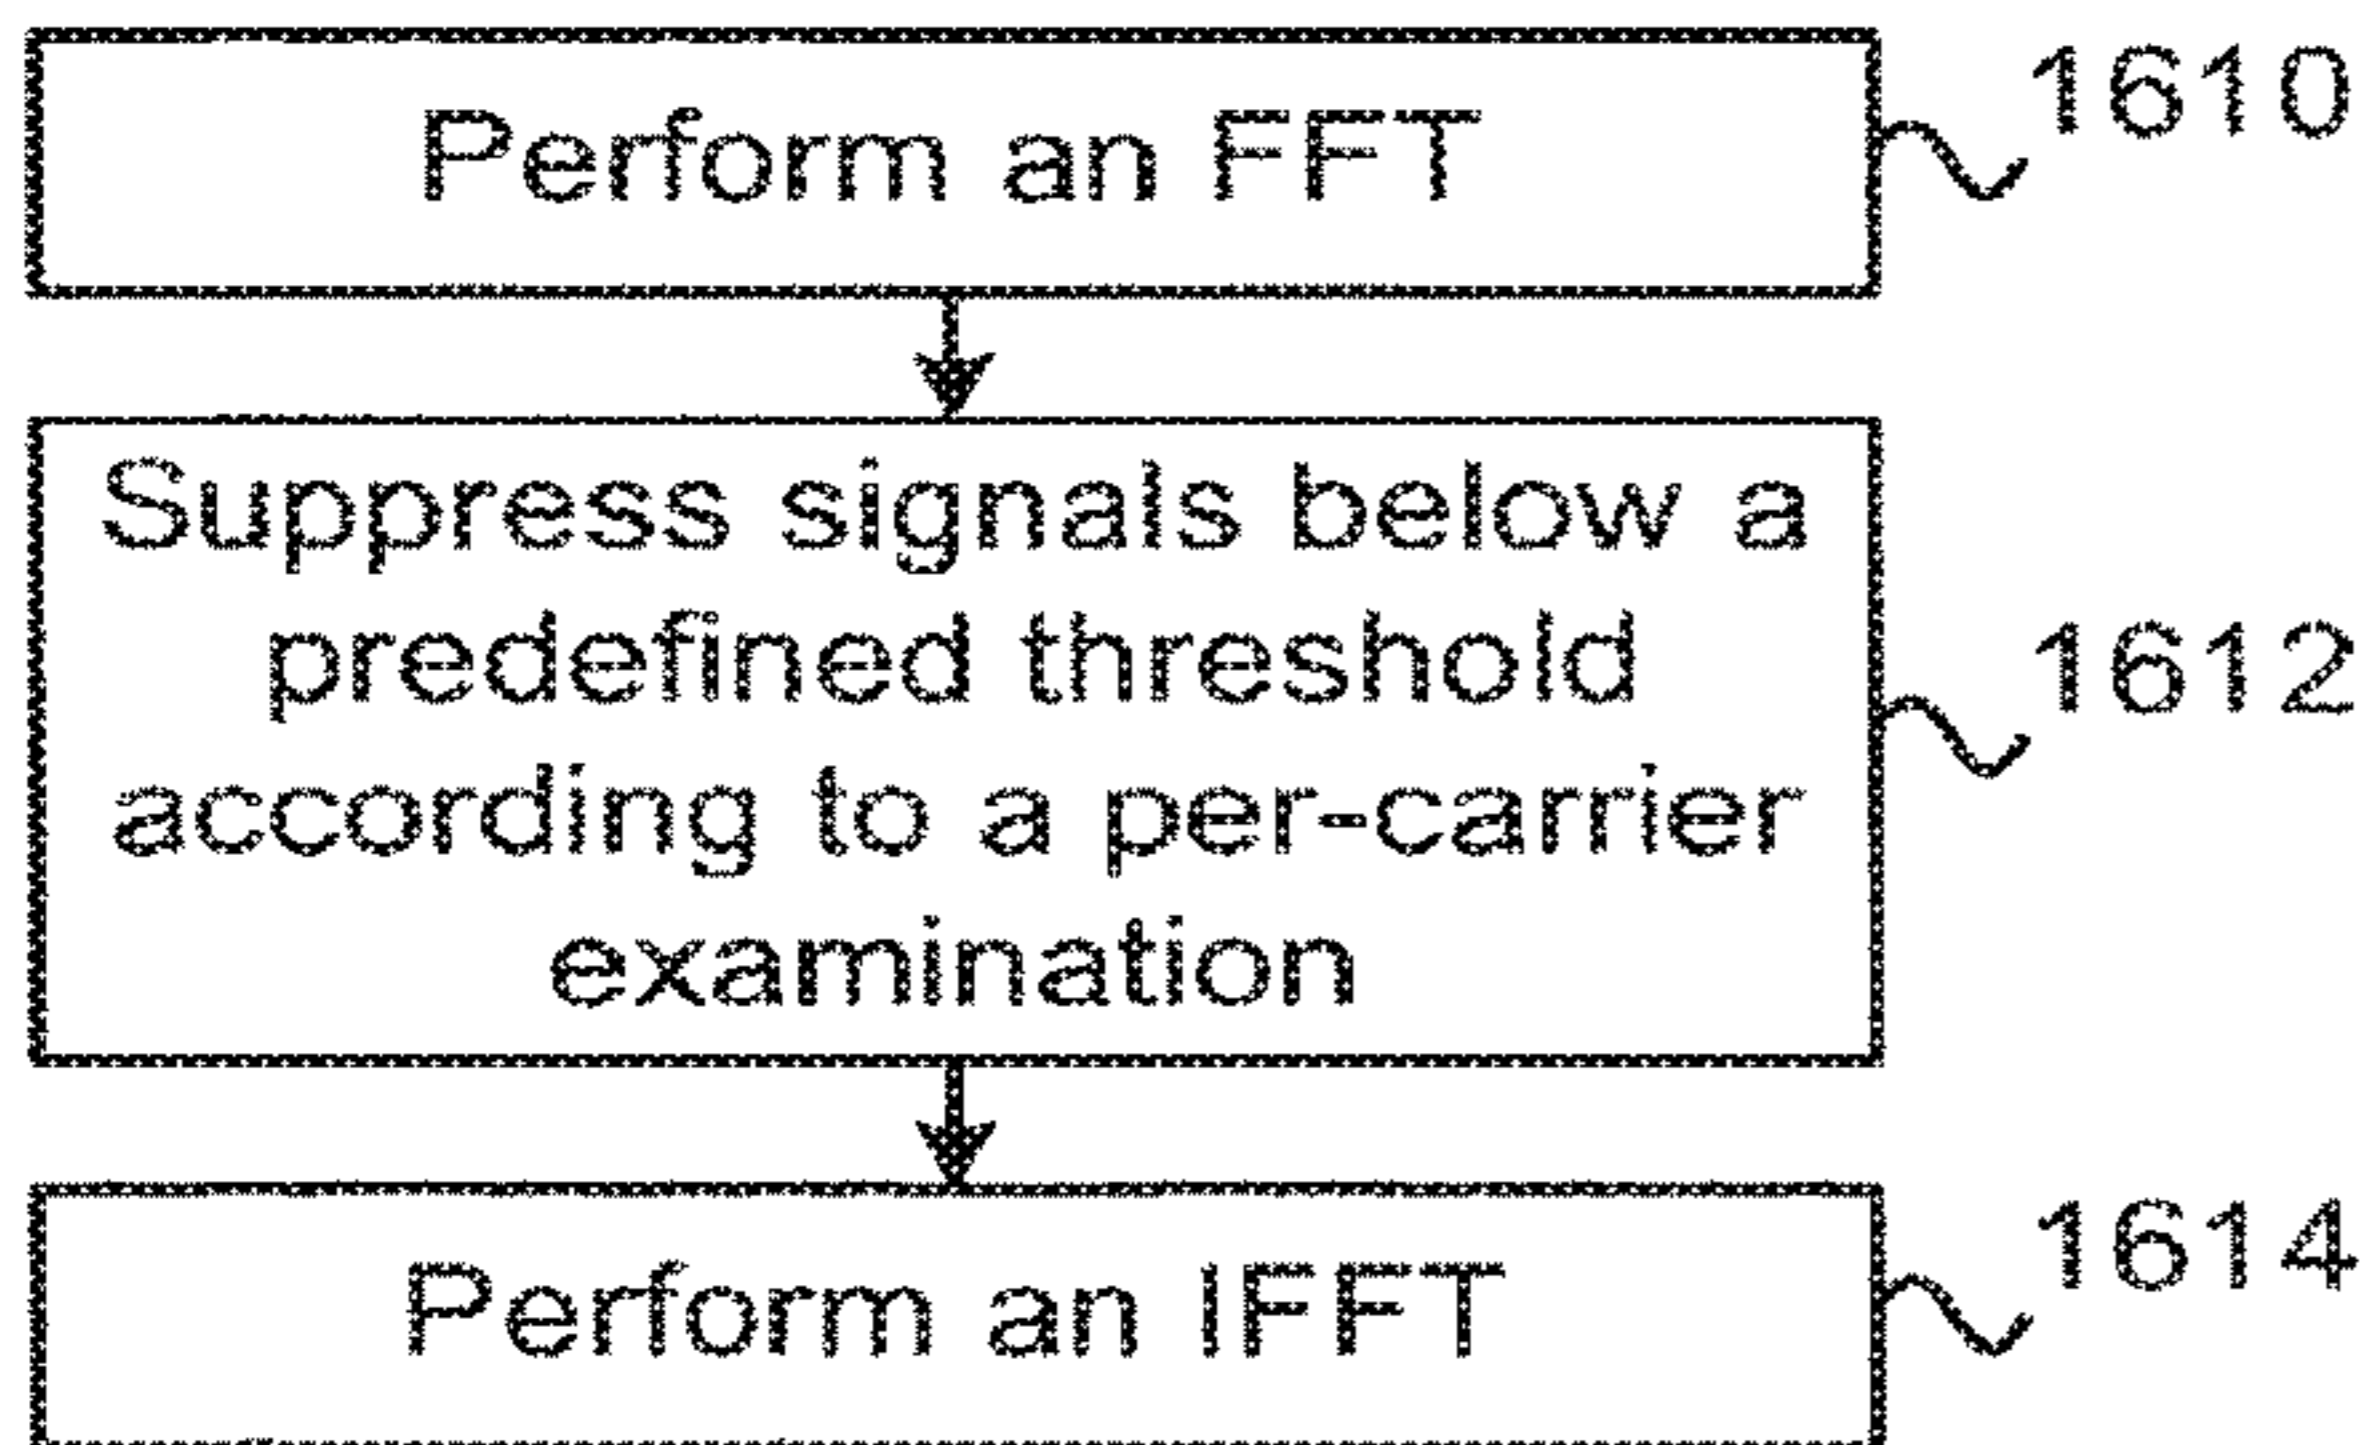 Perform an FFT
1610
Suppress signals below a
predefined threshold
according to a per-carrier
examination
1612
Perform an IFFT
1614